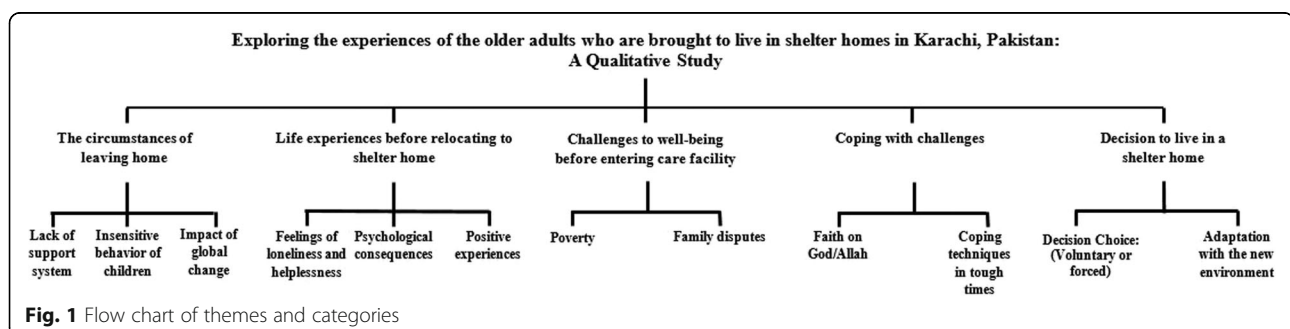 Exploring the experiences of the older adults who are brought to live in shelter homes in Karachi, Pakistan:
A Qualitative Study
The circumstances of
leaving home
Life experiences before relocating to
shelter home
Challenges to well-being
before entering care facility
Coping with challenges
Decision to live in a
shelter home
Lack of
support
system
Insensitive
behavior of
children
Impact of
global
change
Feelings of
loneliness and
helplessness
Psychological
consequences
Positive
experiences
Poverty
Family disputes
Faith on
God/Allah
Coping
techniques
in tough
times
Decision Choice:
(Voluntary or
forced)
Adaptation
with the new
environment
Fig. 1 Flow chart of themes and categories